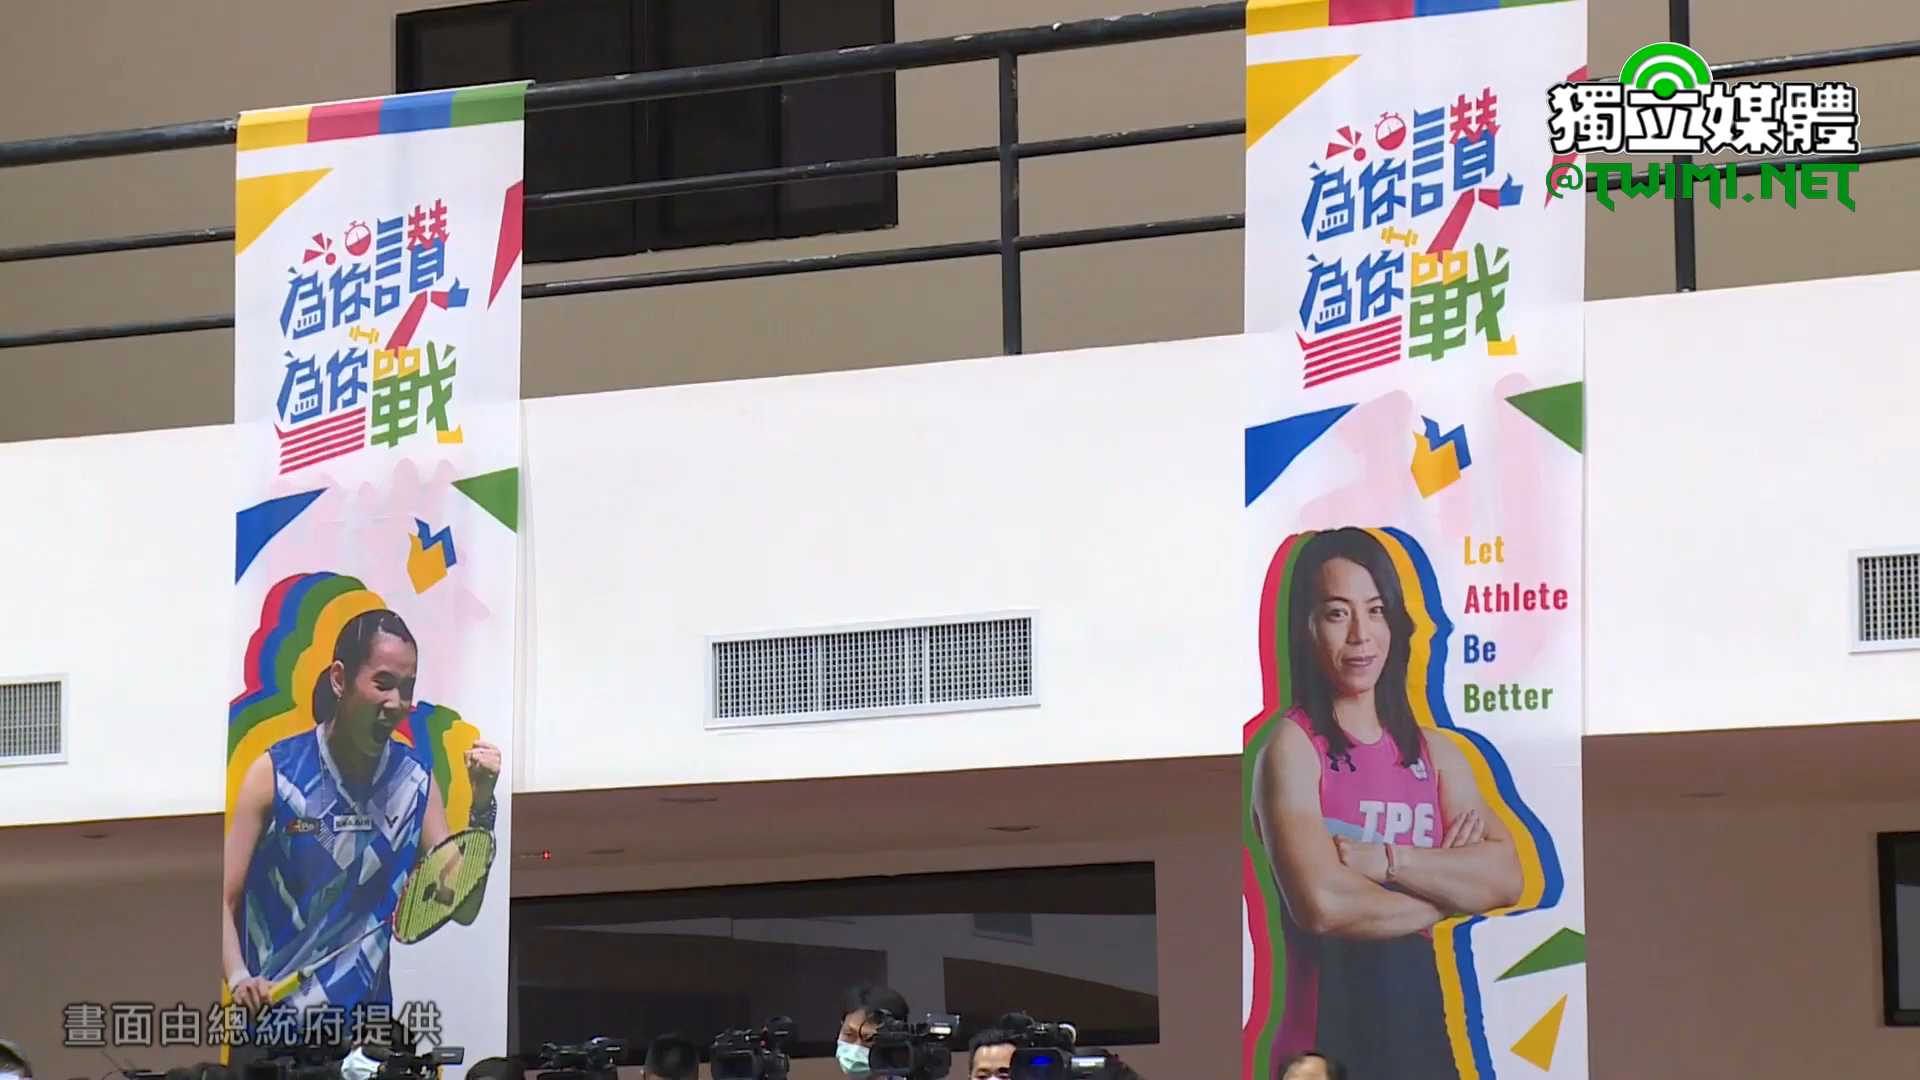 獨立媒體
@TWIMI.NET
為你讚
為你戰
為你讚
為你戰
Let
Athlete
Be
Better
TPE
畫面由總統府提供